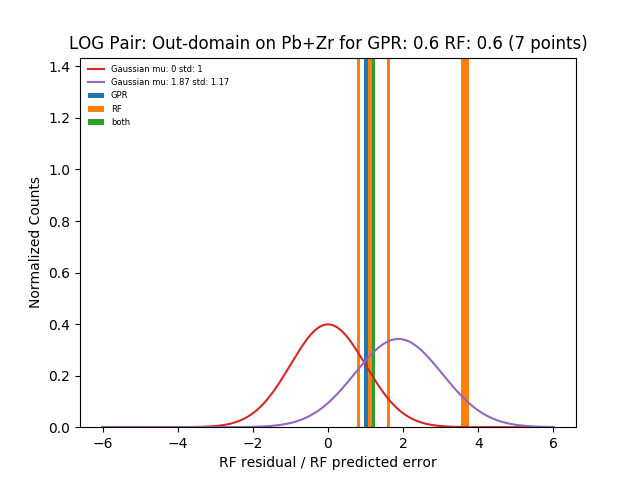 LOG Pair: Out-domain on Pb+Zr for GPR: 0.6 RF: 0.6 (7 points)
Gaussian mu: 0 std: 1
Gaussian mu: 1.87 std: 1.17
GPR
RF
both
Normalized Counts
1.4
1.2
1.0
0.8
0.6
0.4
0.2
0.0
−6
−4
−2
0
2
4
6
RF residual / RF predicted error